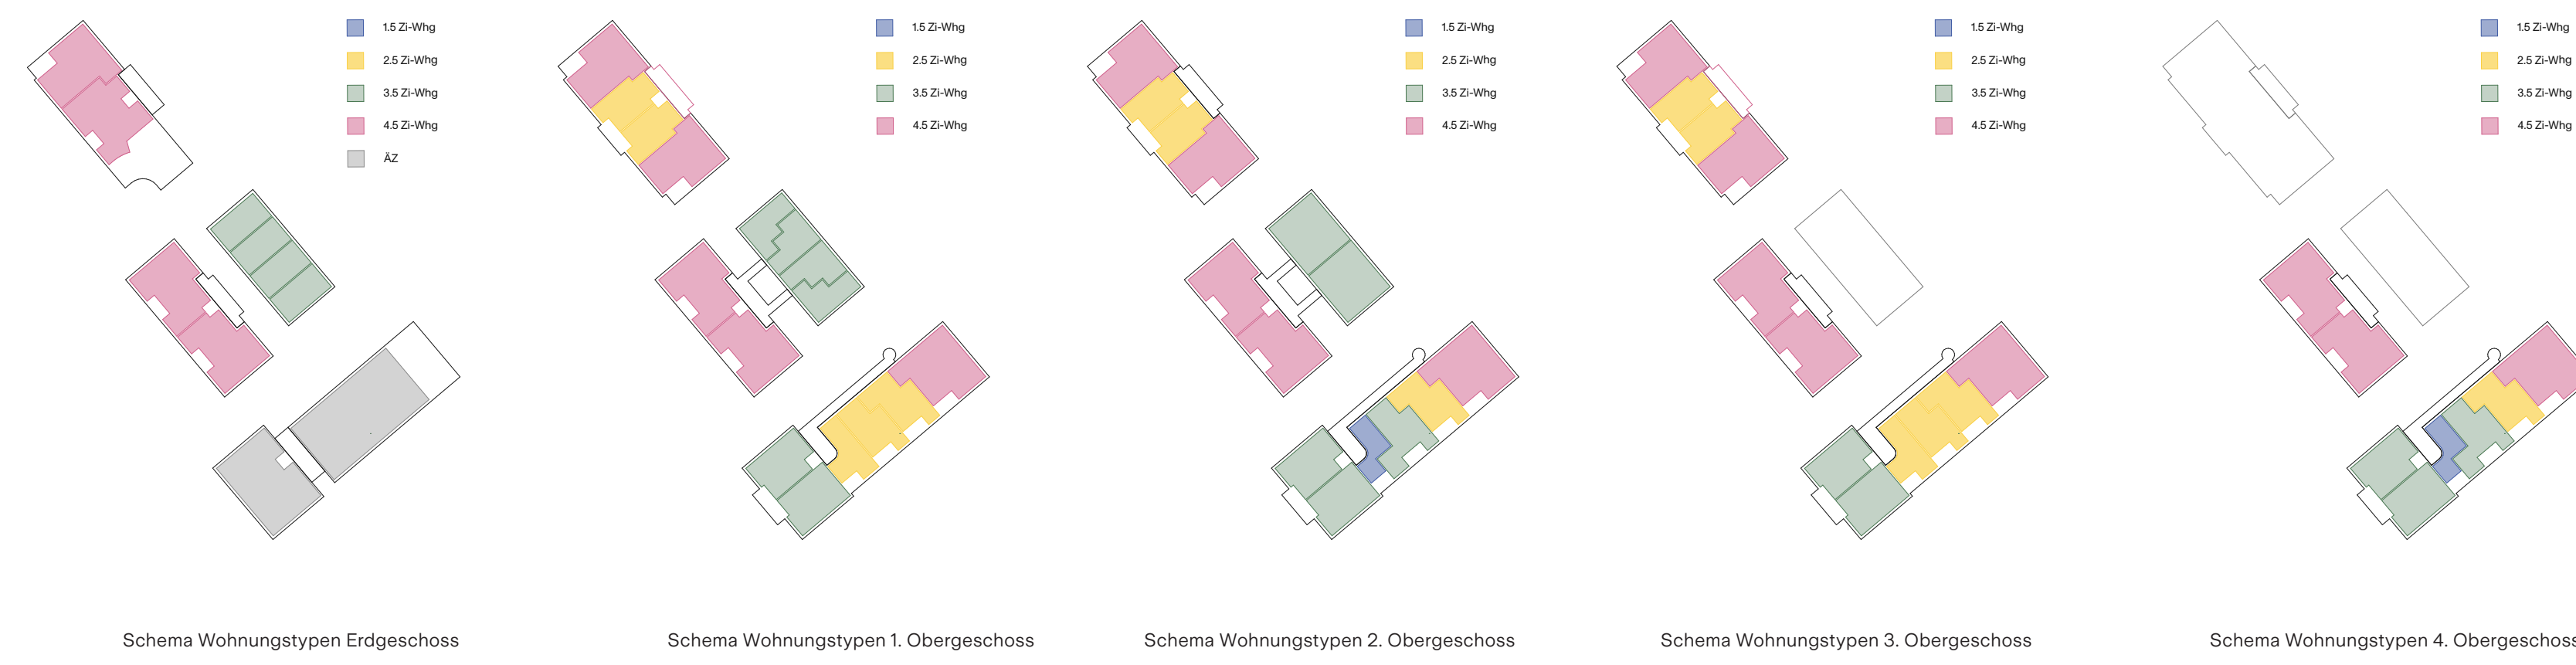 1.5 Zi-Whg
2.5 Zi-Whg
3.5 Zi-Whg
4.5 Zi-Whg
ÄZ
Schema Wohnungstypen Erdgeschoss
1.5 Zi-Whg
2.5 Zi-Whg
3.5 Zi-Whg
4.5 Zi-Whg
Schema Wohnungstypen 1. Obergeschoss
1.5 Zi-Whg
2.5 Zi-Whg
3.5 Zi-Whg
4.5 Zi-Whg
Schema Wohnungstypen 2. Obergeschoss
1.5 Zi-Whg
2.5 Zi-Whg
3.5 Zi-Whg
4.5 Zi-Whg
Schema Wohnungstypen 3. Obergeschoss
1.5 Zi-Whg
2.5 Zi-Whg
3.5 Zi-Whg
4.5 Zi-Whg
Schema Wohnungstypen 4. Obergeschoss